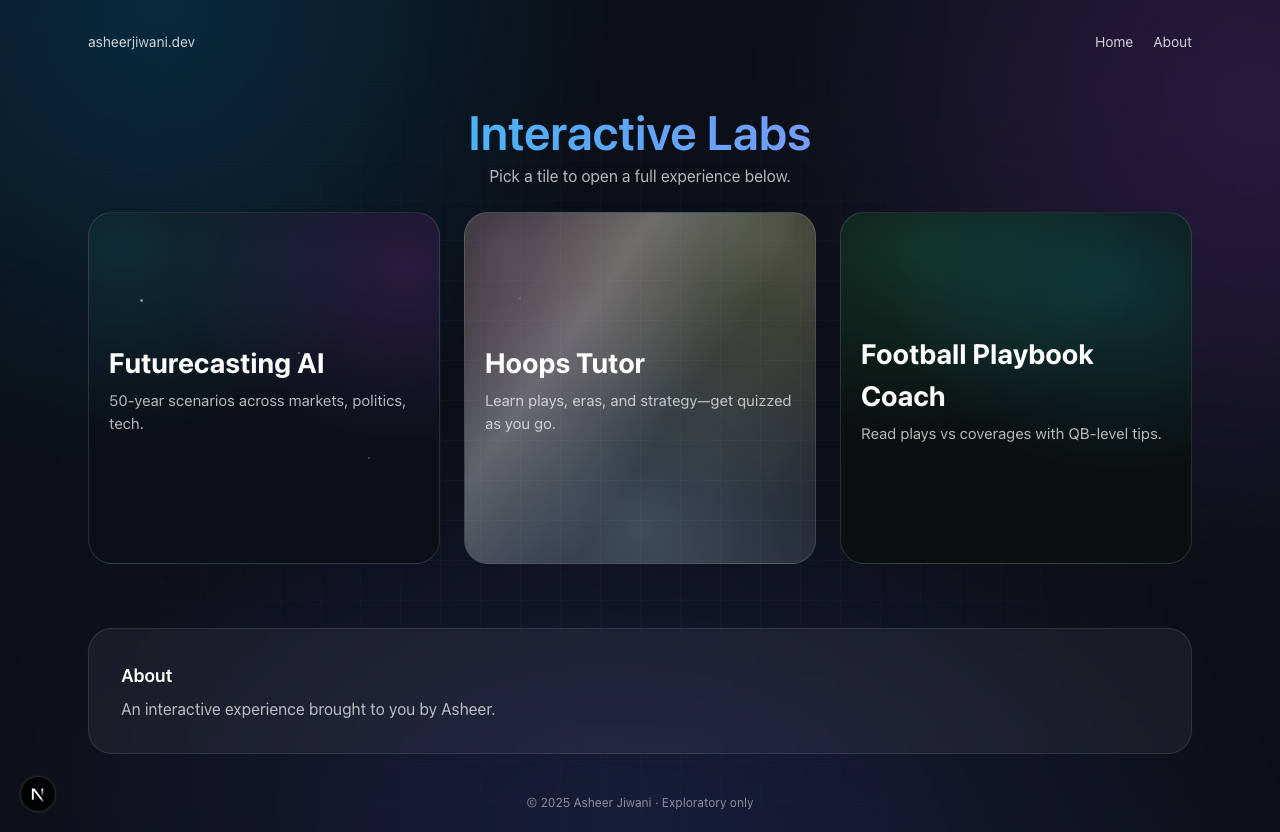 asheerjiwani.dev
Home About
Interactive Labs
Pick a tile to open a full experience below.
Futurecasting AI
50-year scenarios across markets, politics,
tech.
Hoops Tutor
Learn plays, eras, and strategy—get quizzed
as you go.
Football Playbook
Coach
Read plays vs coverages with QB-level tips.
About
An interactive experience brought to you by Asheer.
N
© 2025 Asheer Jiwani · Exploratory only